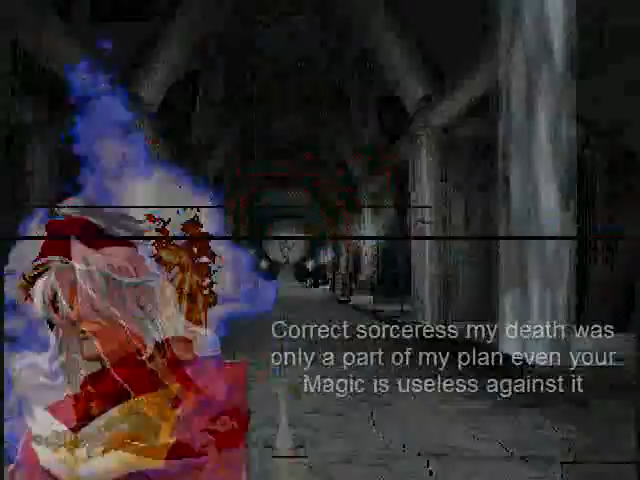 Correct sorceress my death was
only a part of my plan even your
Magic is useless against it